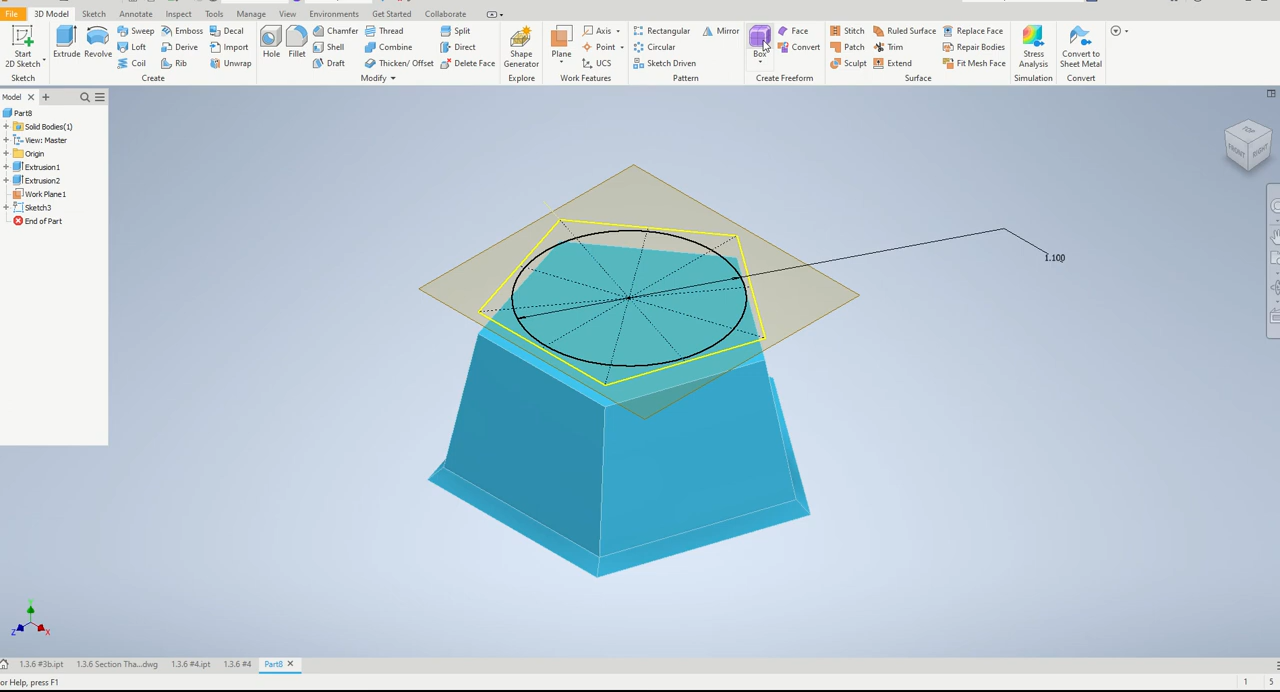 File 3D Model Sketch Annotate Inspect Tools Manage View Environments Get Started Collaborate
Start
2D Sketch
Sketch
Extrude
Revolve
Sweep Emboss Decal
Loft Derive Import
Coil Rib Unwrap
Create
Hole
Fillet
Chamfer Thread Split
Shell Combine Direct
Draft Thicken/ Offset Delete Face
Modify
Shape
Generator
Explore
Plane
Axis
Point
UCS
Work Features
Rectangular Mirror
Circular
Sketch Driven
Pattern
Box
Face
Convert
Create Freeform
Stitch Ruled Surface Replace Face
Patch Trim Repair Bodies
Sculpt Extend Fit Mesh Face
Surface
Stress
Analysis
Simulation
Convert to
Sheet Metal
Convert
Model
Part8
Solid Bodies(1)
View: Master
Origin
Extrusion1
Extrusion2
Work Plane1
Sketch3
End of Part
TOP
FRONT RIGHT
1.100
Y
Z X
1.3.6 #3b.ipt 1.3.6 Section Tha...dwg 1.3.6 #4.ipt 1.3.6 #4 Part8
or Help, press F1 1 5